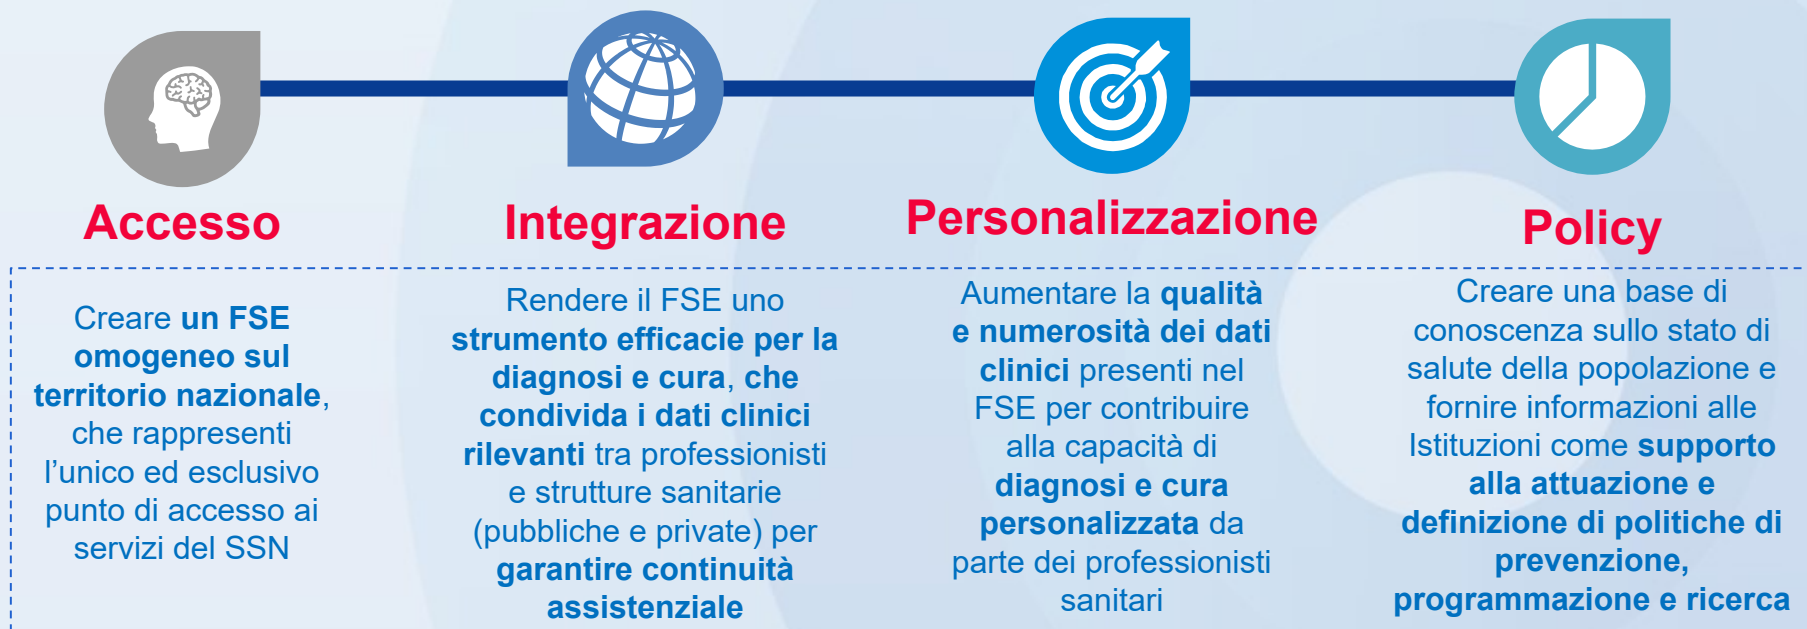 Accesso
Creare un FSE
omogeneo sul
territorio nazionale,
che rappresenti
l'unico ed esclusivo
punto di accesso ai
servizi del SSN
Integrazione
Rendere il FSE uno
strumento efficacie per la
diagnosi e cura, che
condivida i dati clinici
rilevanti tra professionisti
e strutture sanitarie
(pubbliche e private) per
garantire continuità
assistenziale
Personalizzazione
Aumentare la qualità
e numerosità dei dati
clinici presenti nel
FSE per contribuire
alla capacità di
diagnosi e cura
personalizzata da
parte dei professionisti
sanitari
Policy
Creare una base di
conoscenza sullo stato di
salute della popolazione e
fornire informazioni alle
Istituzioni come supporto
alla attuazione e
definizione di politiche di
prevenzione,
programmazione e ricerca